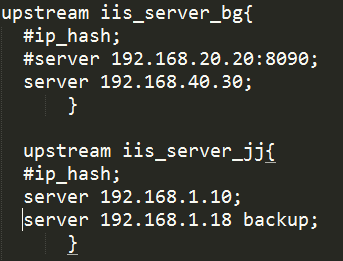 upstream iis_server_bg{
#ip_hash;
#server 192.168.20.20:8090;
server 192.168.40.30;
}
upstream iis_server_jj{
#ip_hash;
server 192.168.1.10;
server 192.168.1.18 backup;
}